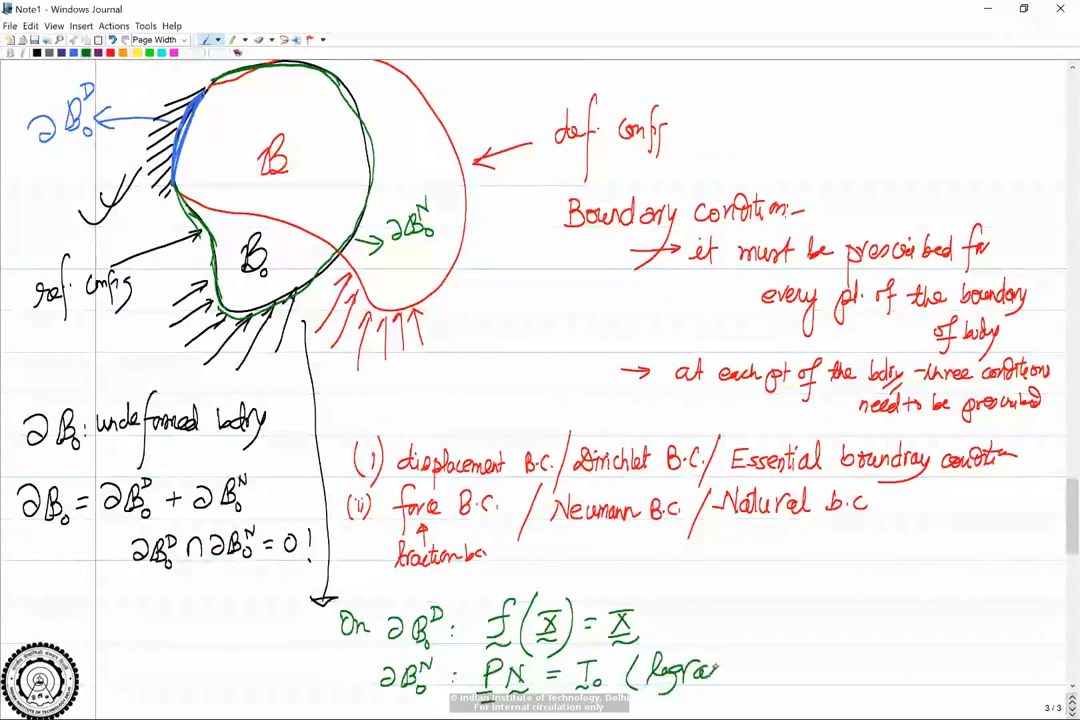 Note1 - Windows Journal
File Edit View Insert Actions Tools Help
Page Width
B I
∂B₀ᴰ
B
def. config
∂B₀ᴺ
B₀
ref. config
Boundary condition:-
→ it must be prescribed for
every pt. of the boundary
of body
→ at each pt of the bdry - three conditions
need to be prescribed
∂B₀: undeformed bdry
∂B₀ = ∂B₀ᴰ + ∂B₀ᴺ
∂B₀ᴰ ∩ ∂B₀ᴺ = 0!
(i) displacement B.C. / Dirichlet B.C. / Essential boundray condition
(ii) force B.C. / Neumann B.C. / Natural b.c
traction bc
On ∂B₀ᴰ: f(X) = X
∂B₀ᴺ: PN = T₀ (lagra
© Indian Institute of Technology, Delhi
For internal circulation only
3 / 3